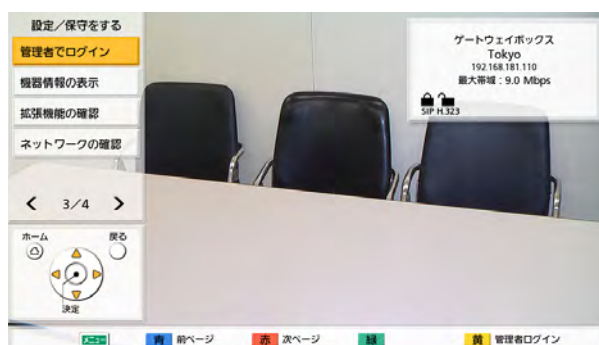 設定／保守をする
管理者でログイン
機器情報の表示
拡張機能の確認
ネットワークの確認
3/4
ホーム
戻る
決定
ゲートウェイボックス
Tokyo
192.168.181.110
最大帯域：9.0 Mbps
SIP H.323
メニュー 青 前ページ 赤 次ページ 緑 黄 管理者ログイン